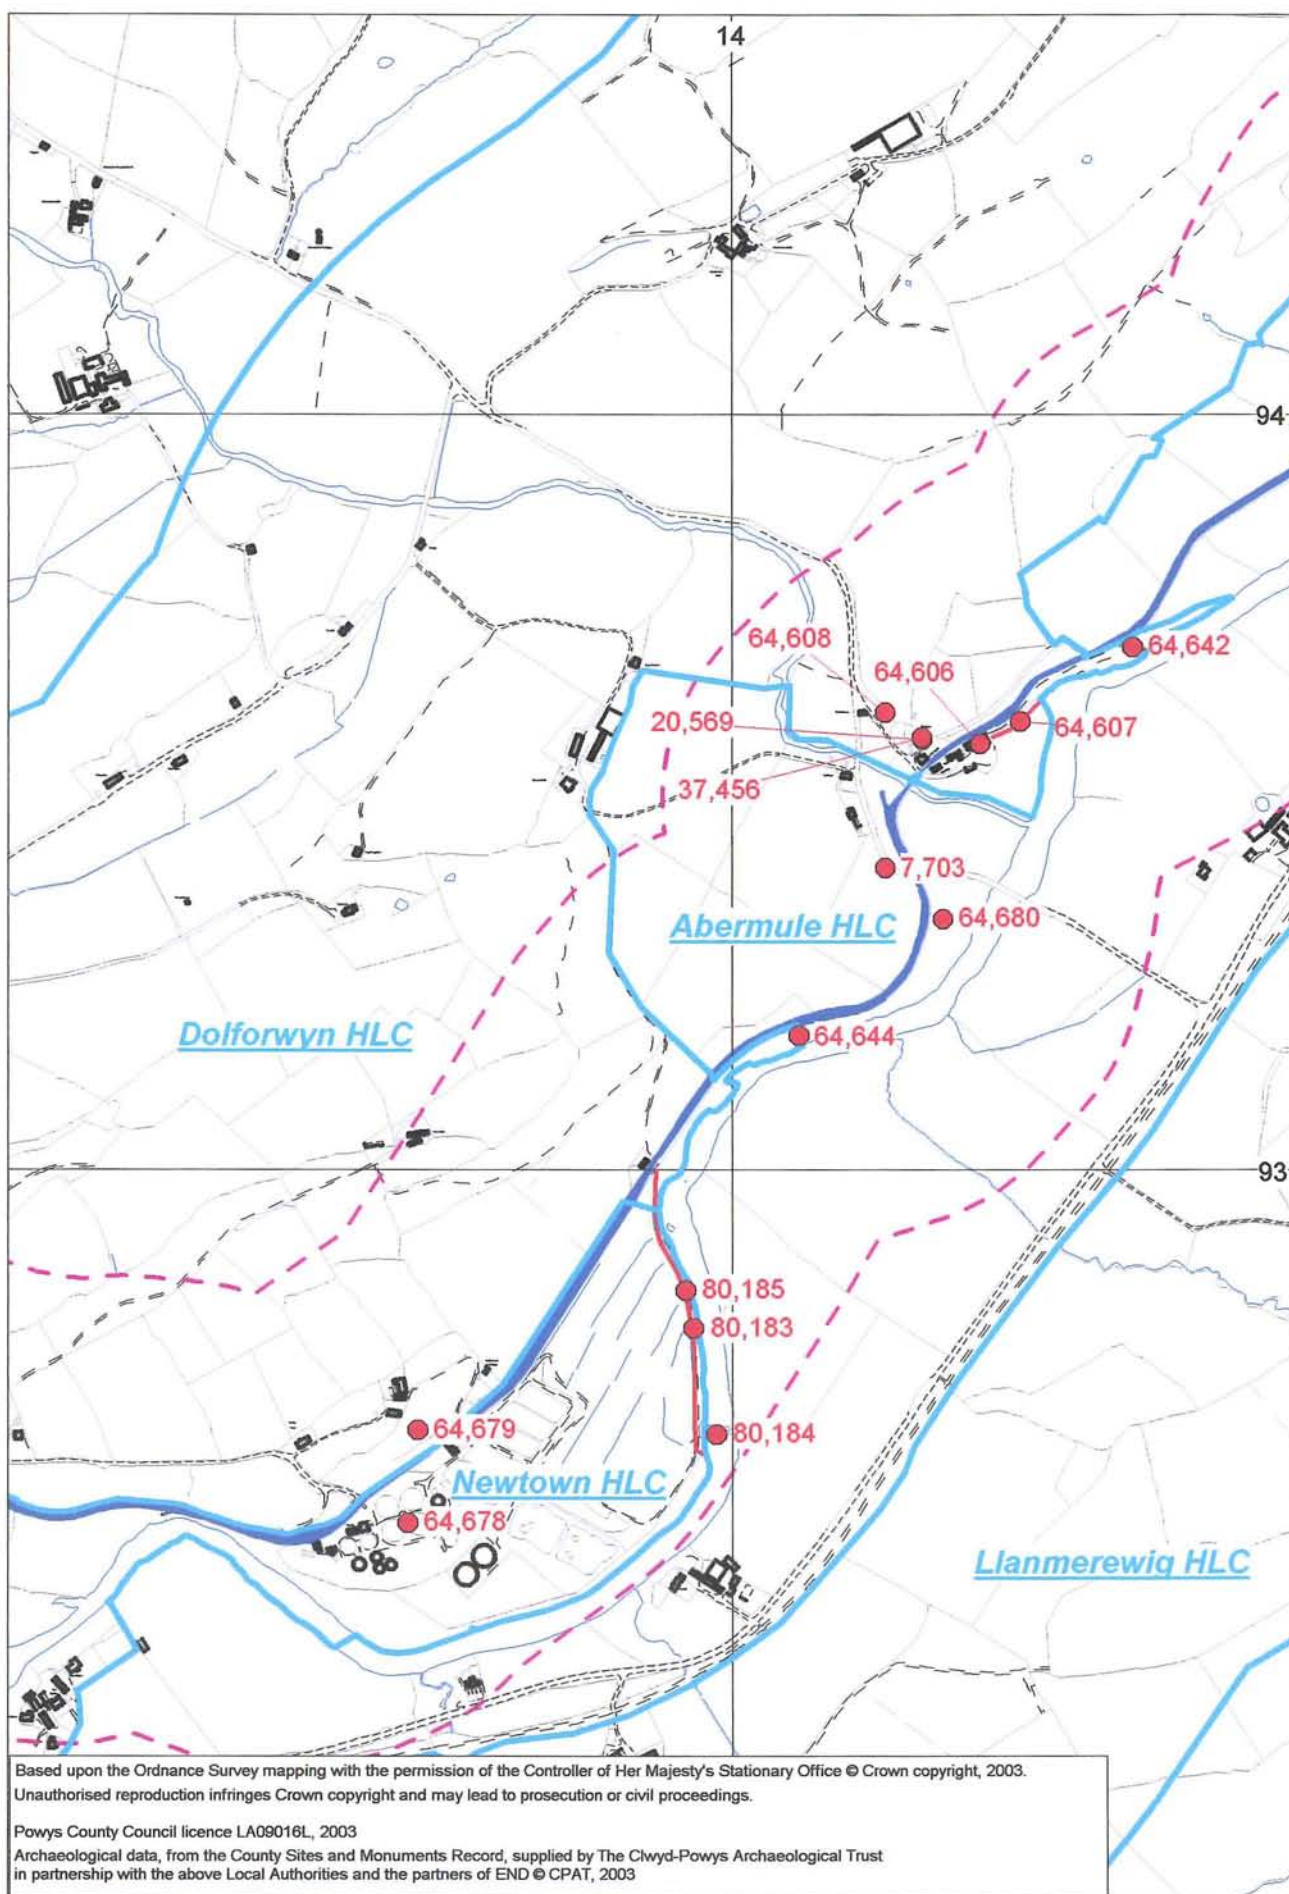 14
94
64,608
64,606
64,642
20,569
64,607
37,456
7,703
Abermule HLC
64,680
Dolforwyn HLC
64,644
93
80,185
80,183
64,679
80,184
Newtown HLC
64,678
Llanmerewig HLC
Based upon the Ordnance Survey mapping with the permission of the Controller of Her Majesty's Stationary Office © Crown copyright, 2003.
Unauthorised reproduction infringes Crown copyright and may lead to prosecution or civil proceedings.
Powys County Council licence LA09016L, 2003
Archaeological data, from the County Sites and Monuments Record, supplied by The Clwyd-Powys Archaeological Trust
in partnership with the above Local Authorities and the partners of END © CPAT, 2003